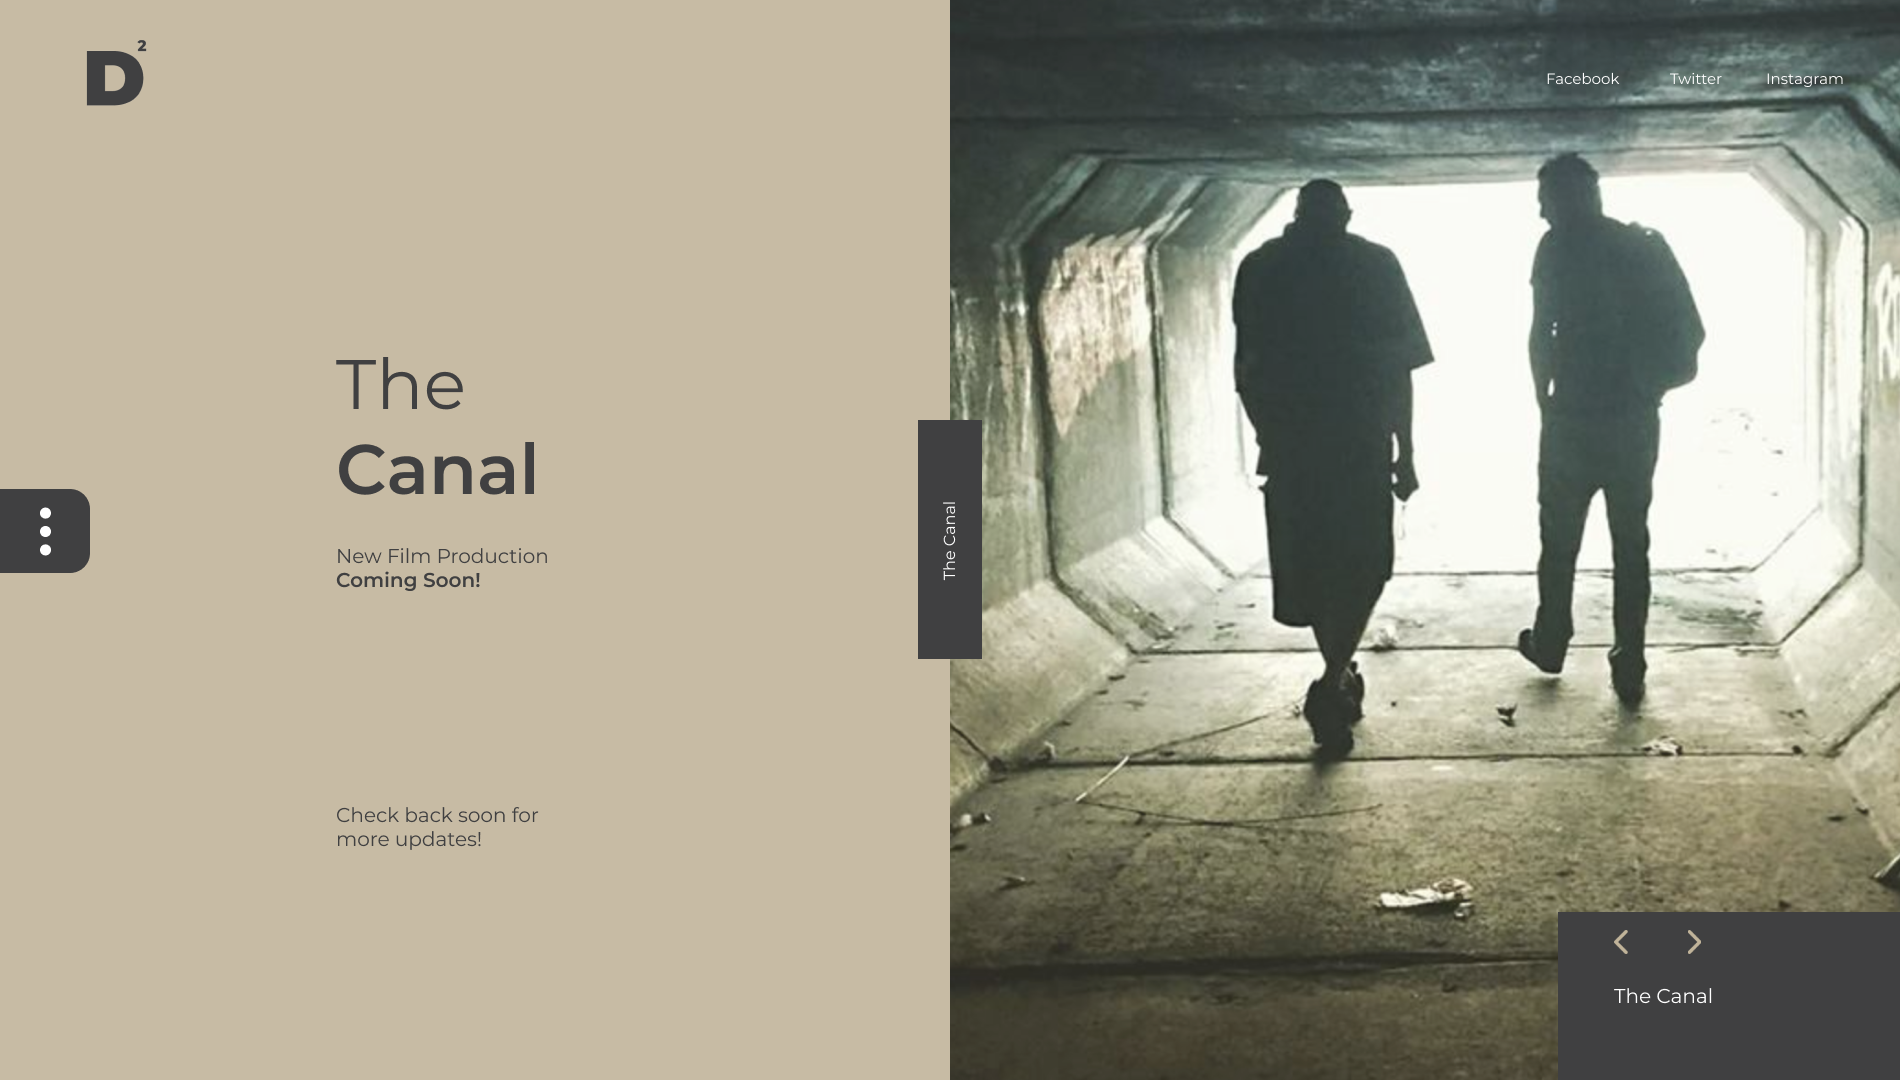 D²
Facebook
Twitter
Instagram
The
Canal
New Film Production
Coming Soon!
Check back soon for
more updates!
The Canal
The Canal